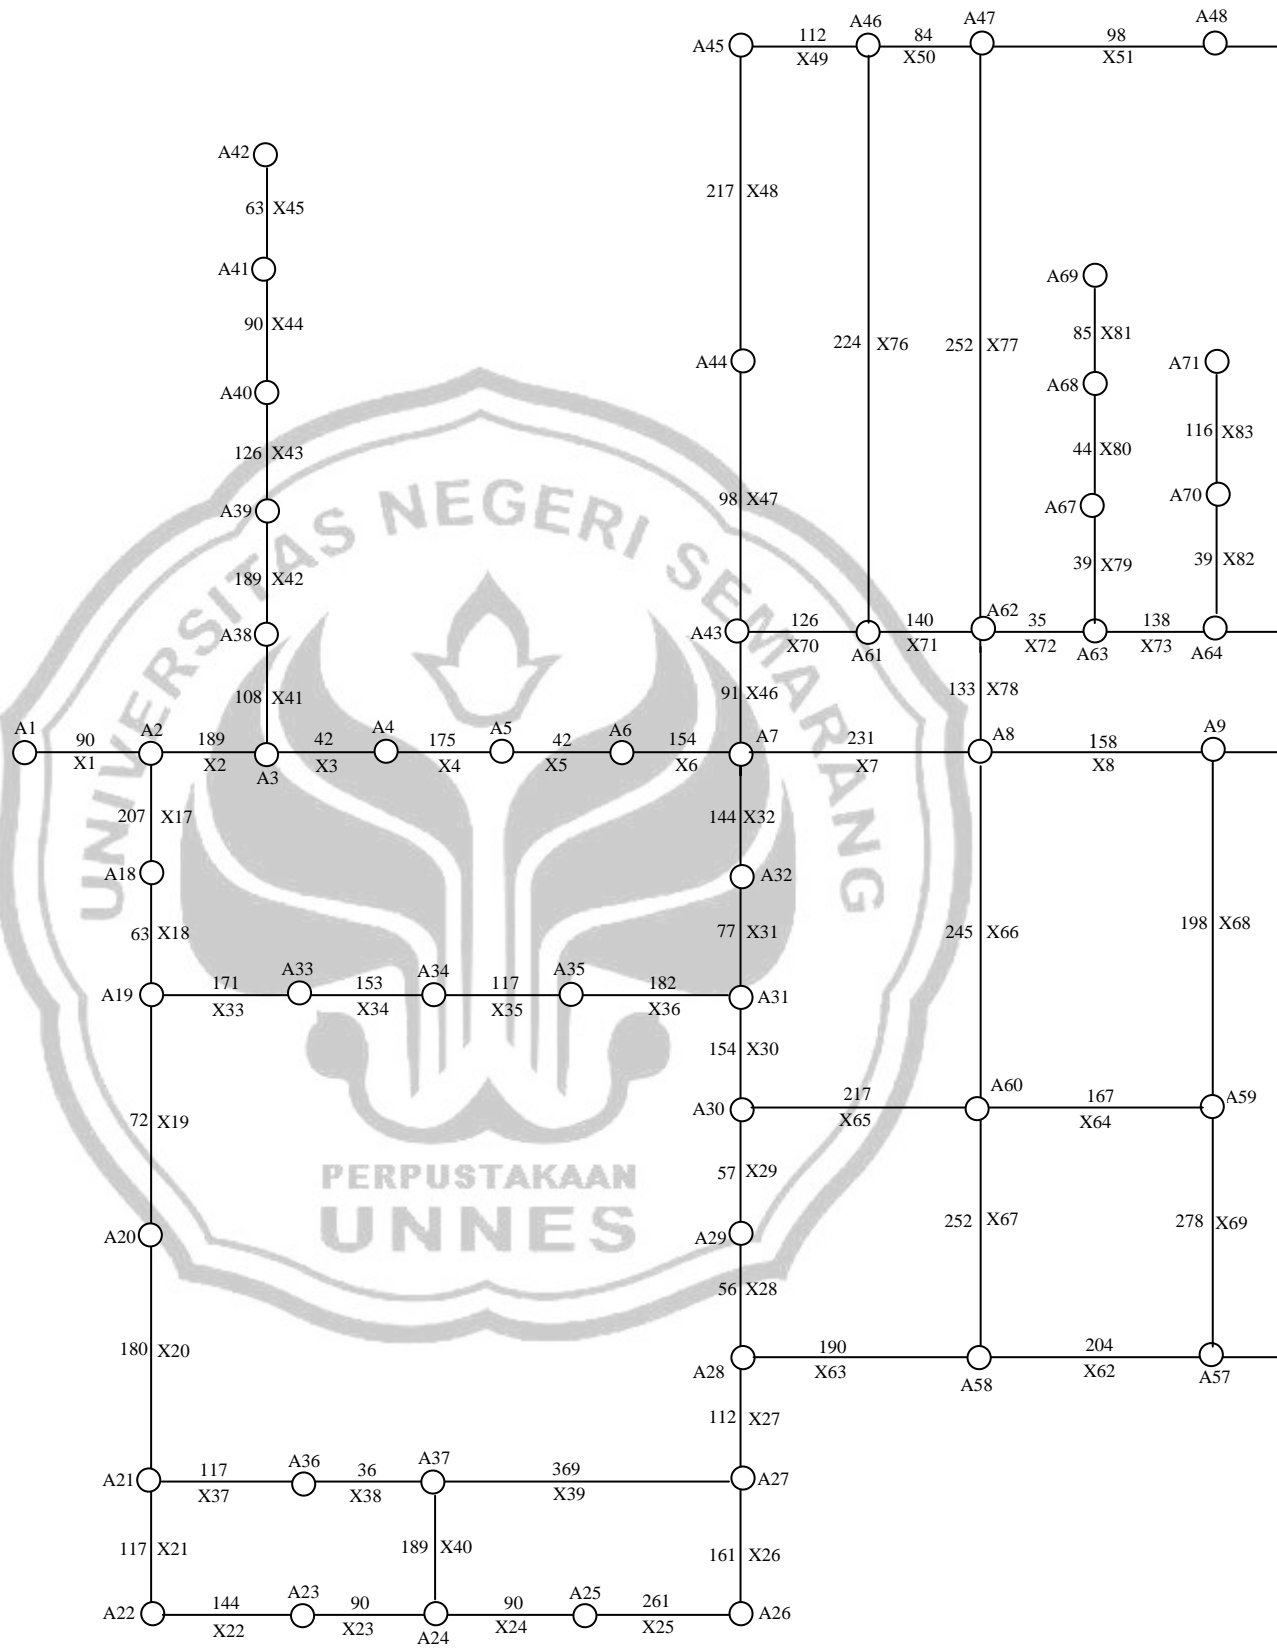 A46 A47 A48
A45 112 84 98
X49 X50 X51
A42
217 X48
63 X45
A41
A69
90 X44
85 X81
224 X76 252 X77
A44 A71
A40 A68
116 X83
126 X43 44 X80
A70
98 X47
A39 A67
39 X79 39 X82
189 X42
A62
A38 A43 126 140 35 138
X70 A61 X71 X72 A63 X73 A64
108 X41 91 X46 133 X78
A1 A2 A4 A5 A6 A7 A8 A9
90 189 42 175 42 154 231 158
X1 X2 A3 X3 X4 X5 X6 X7 X8
207 X17 144 X32
A18 A32
63 X18 77 X31 245 X66 198 X68
A33 A34 A35
A19 171 153 117 182 A31
X33 X34 X35 X36
154 X30
A60
A30 217 167 A59
X65 X64
72 X19
57 X29
252 X67 278 X69
A20 A29
56 X28
180 X20 190 204
X63 X62
A28 A58 A57
112 X27
A36 A37
A21 117 36 369 A27
X37 X38 X39
117 X21 189 X40 161 X26
A23 A25
A22 144 90 90 261 A26
X22 X23 A24 X24 X25
UNIVERSITAS NEGERI SEMARANG
PERPUSTAKAAN
UNNES